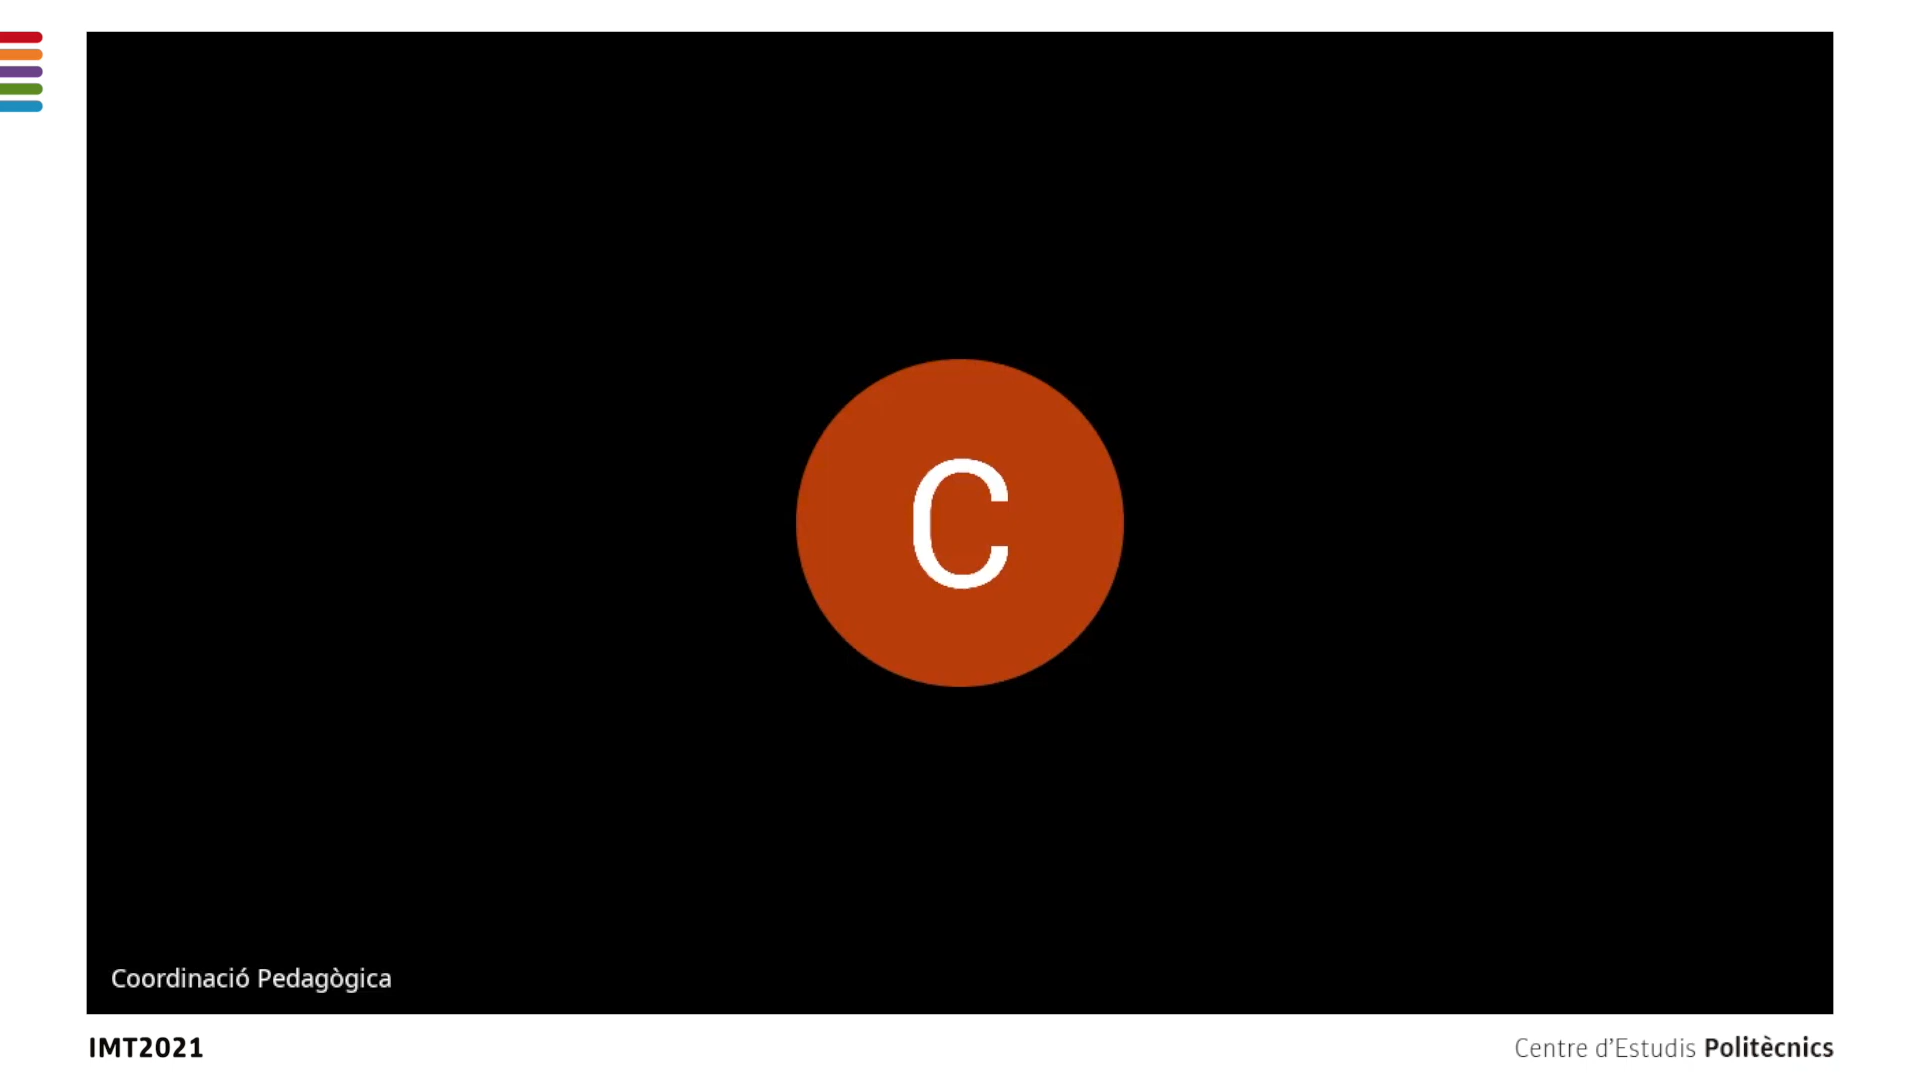 C
Coordinació Pedagògica
IMT2021
Centre d’Estudis Politècnics